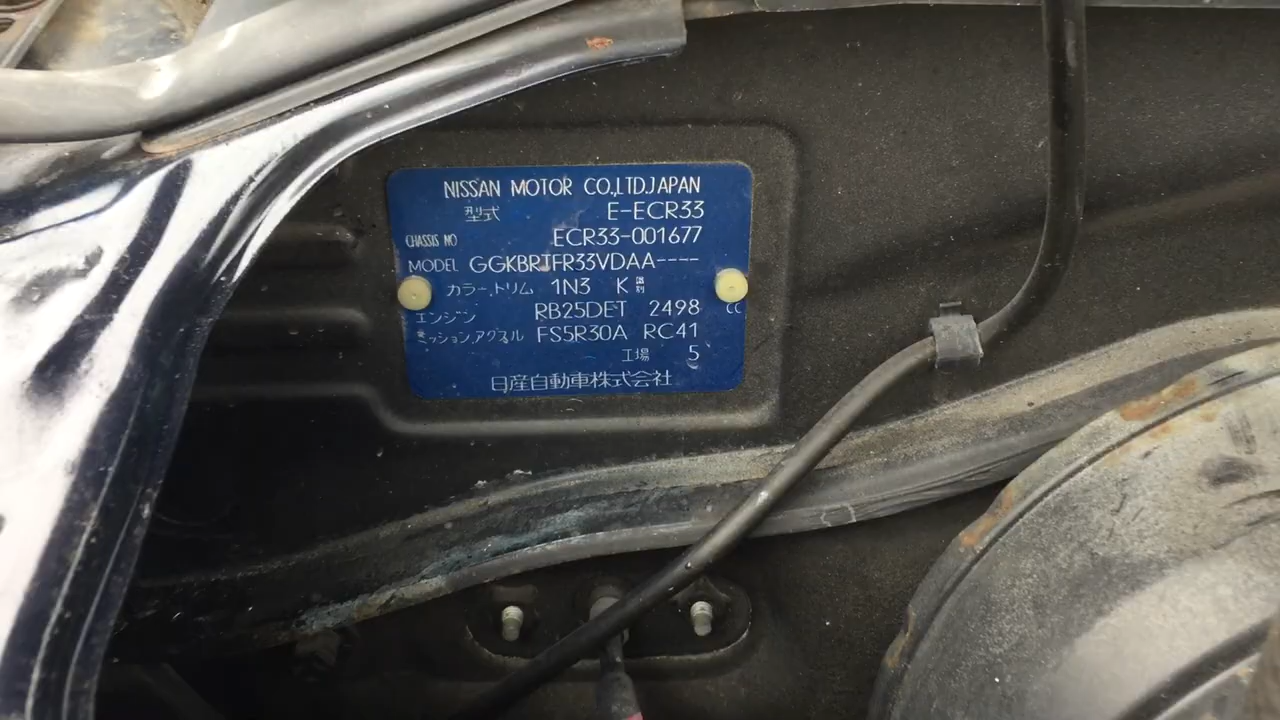 NISSAN MOTOR CO.,LTD.JAPAN
型式 E-ECR33
CHASSIS NO ECR33-001677
MODEL GGKBRJFR33VDAA----
カラー,トリム 1N3 K
エンジン RB25DET 2498 CC
ミッション,アクスル FS5R30A RC41
工場 5
日産自動車株式会社